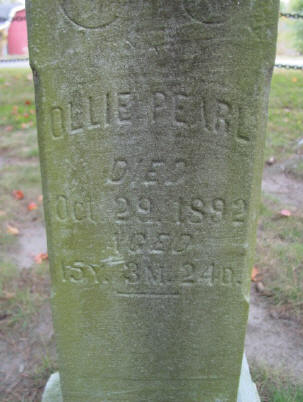 OLLIE PEARL
DIED
Oct. 29, 1892
AGED
15Y. 3M. 24D.